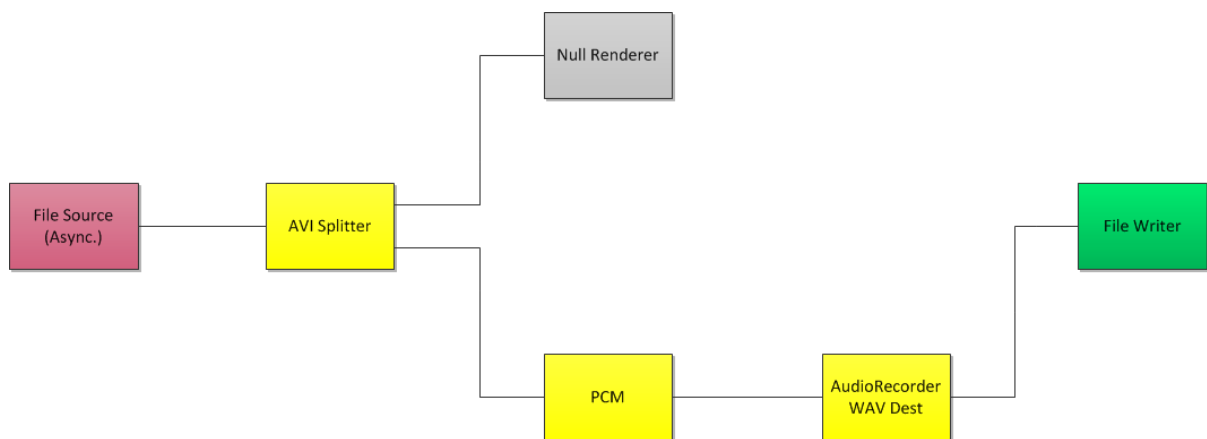 Null Renderer
File Source
(Async.)
AVI Splitter
File Writer
PCM
AudioRecorder
WAV Dest